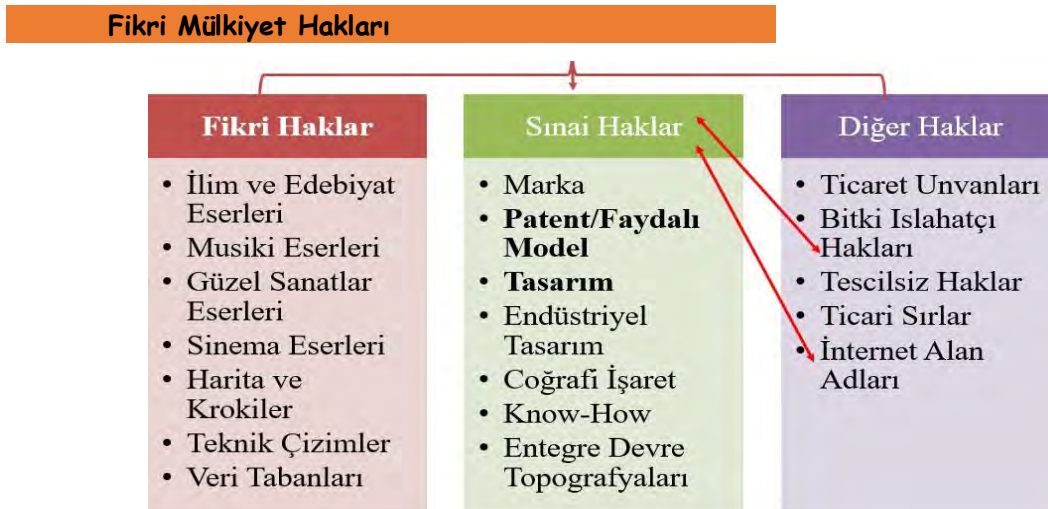 Fikri Mülkiyet Hakları
Fikri Haklar
• İlim ve Edebiyat
Eserleri
• Musiki Eserleri
• Güzel Sanatlar
Eserleri
• Sinema Eserleri
• Harita ve
Krokiler
• Teknik Çizimler
• Veri Tabanları
Sınai Haklar
• Marka
• Patent/Faydalı
Model
• Tasarım
• Endüstriyel
Tasarım
• Coğrafi İşaret
• Know-How
• Entegre Devre
Topografyaları
Diğer Haklar
• Ticaret Unvanları
• Bitki Islahatçı
Hakları
• Tescilsiz Haklar
• Ticari Sırlar
• İnternet Alan
Adları